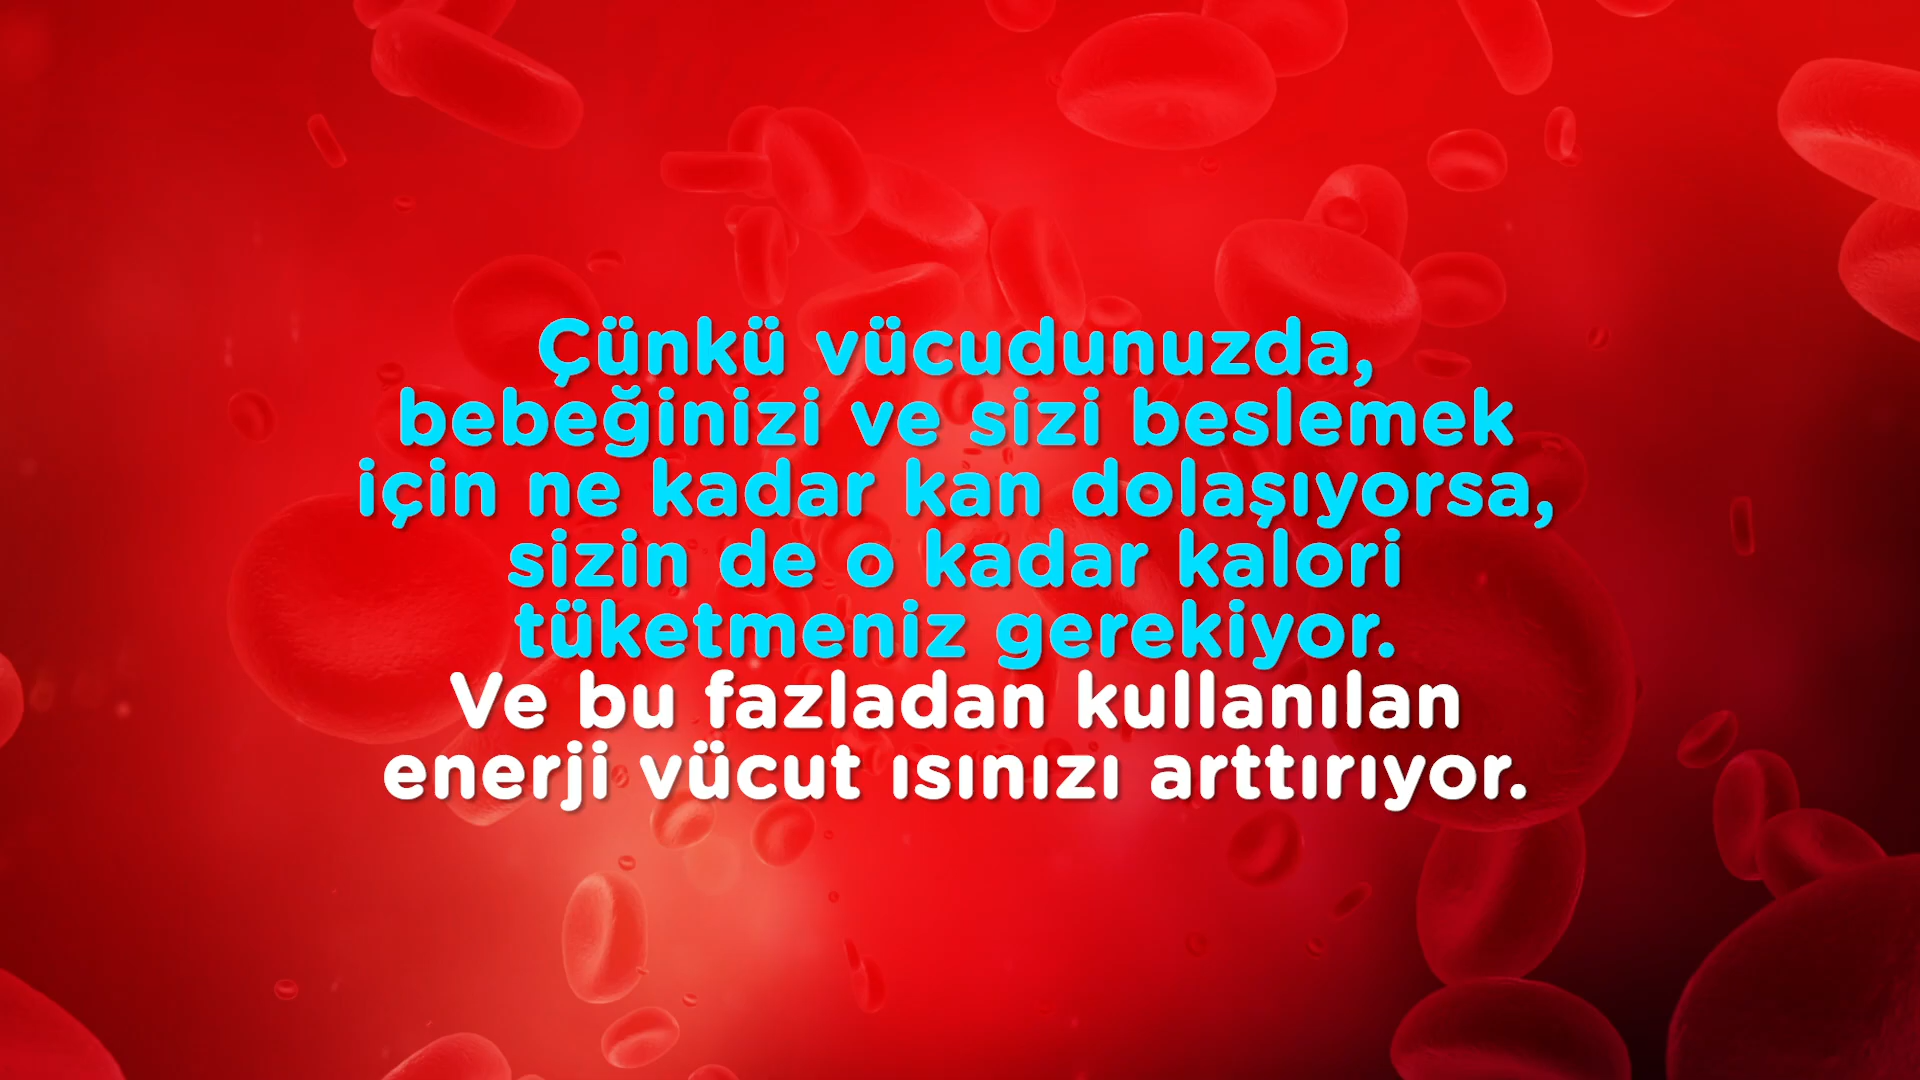 Çünkü vücudunuzda,
bebeğinizi ve sizi beslemek
için ne kadar kan dolaşıyorsa,
sizin de o kadar kalori
tüketmeniz gerekiyor.
Ve bu fazladan kullanılan
enerji vücut ısınızı arttırıyor.